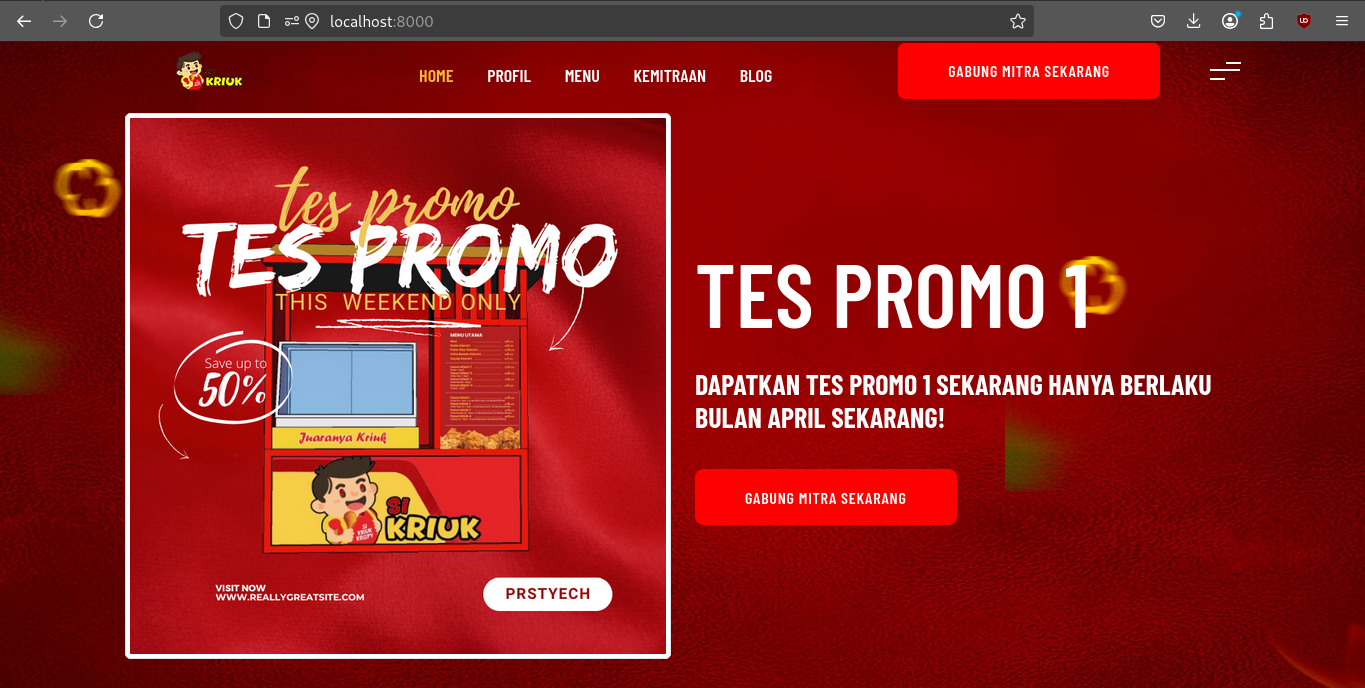 localhost:8000
KRIUK
HOME PROFIL MENU KEMITRAAN BLOG
GABUNG MITRA SEKARANG
tes promo
TES PROMO
THIS WEEKEND ONLY
MENU UTAMA
Save up to
50%
Juaranya Kriuk
SI
KRIUK
SI
KRIUK
VISIT NOW
WWW.REALLYGREATSITE.COM
PRSTYECH
TES PROMO 1
DAPATKAN TES PROMO 1 SEKARANG HANYA BERLAKU
BULAN APRIL SEKARANG!
GABUNG MITRA SEKARANG